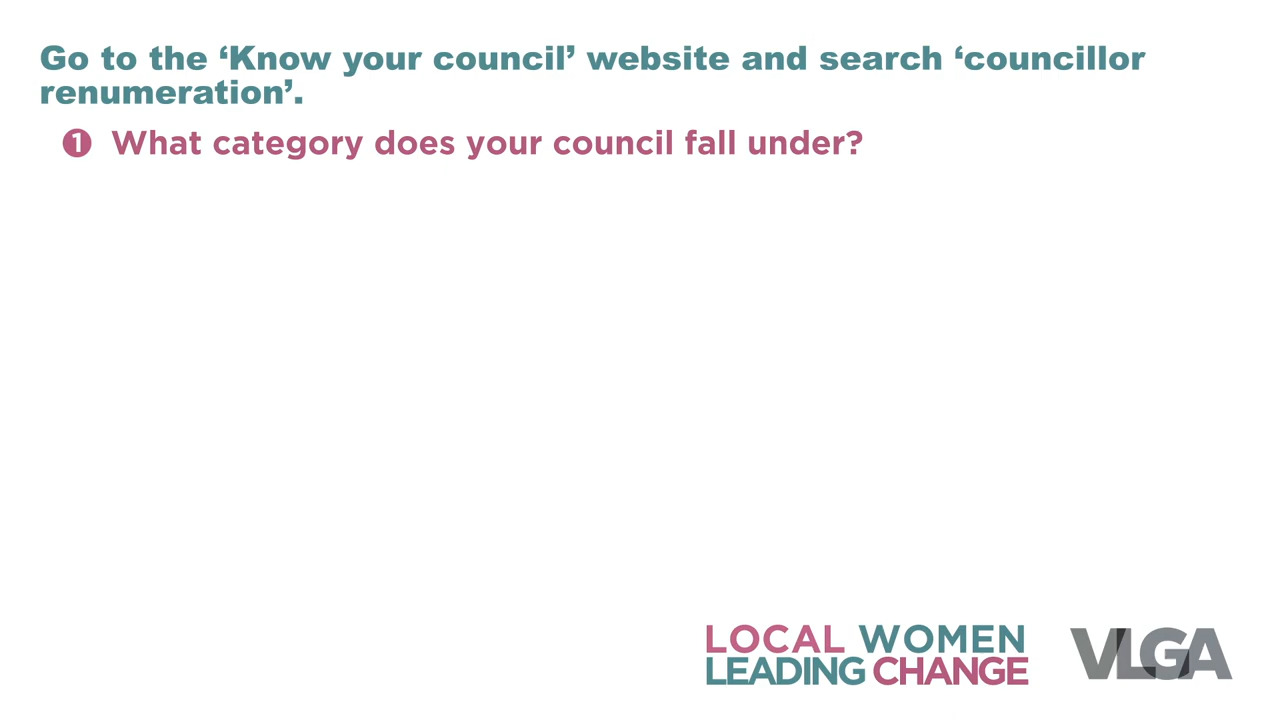 Go to the ‘Know your council’ website and search ‘councillor
renumeration’.
1 What category does your council fall under?
LOCAL WOMEN
LEADING CHANGE
VLGA